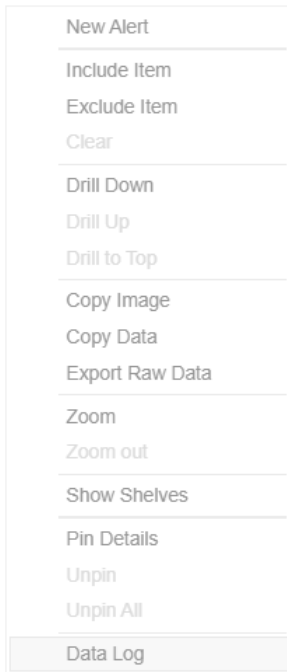 New Alert
Include Item
Exclude Item
Clear
Drill Down
Drill Up
Drill to Top
Copy Image
Copy Data
Export Raw Data
Zoom
Zoom out
Show Shelves
Pin Details
Unpin
Unpin All
Data Log